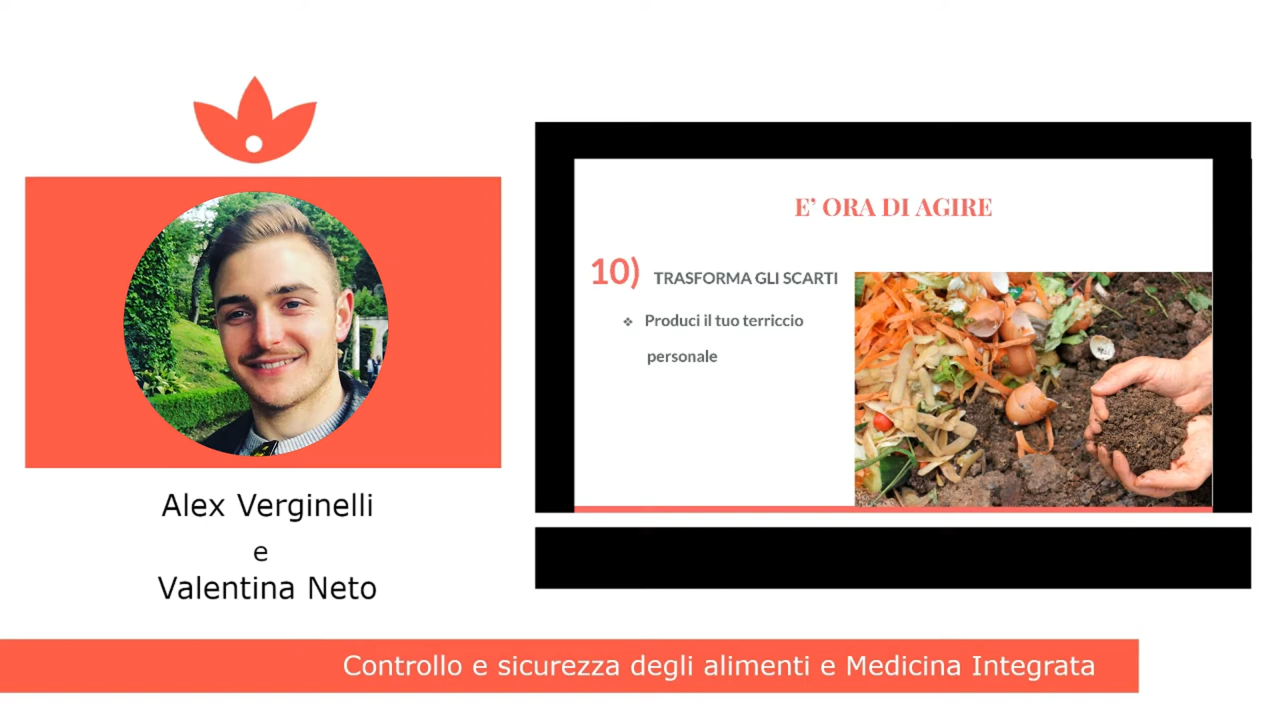 Alex Verginelli
e
Valentina Neto
E’ ORA DI AGIRE
10) TRASFORMA GLI SCARTI
❖ Produci il tuo terriccio
personale
Controllo e sicurezza degli alimenti e Medicina Integrata